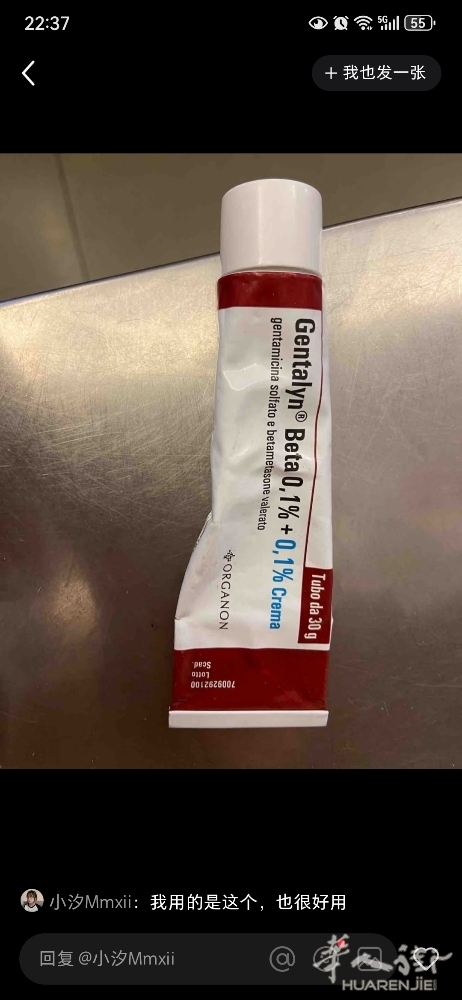 22:37
5G
55
+ 我也发一张
Gentalyn® Beta 0,1% + 0,1% Crema
gentamicina solfato e betametasone valerato
Tubo da 30 g
ORGANON
7009292100
Lotto
Scad.
小汐Mmxii：我用的是这个，也很好用
回复 @小汐Mmxii
华人街
HUARENJIE